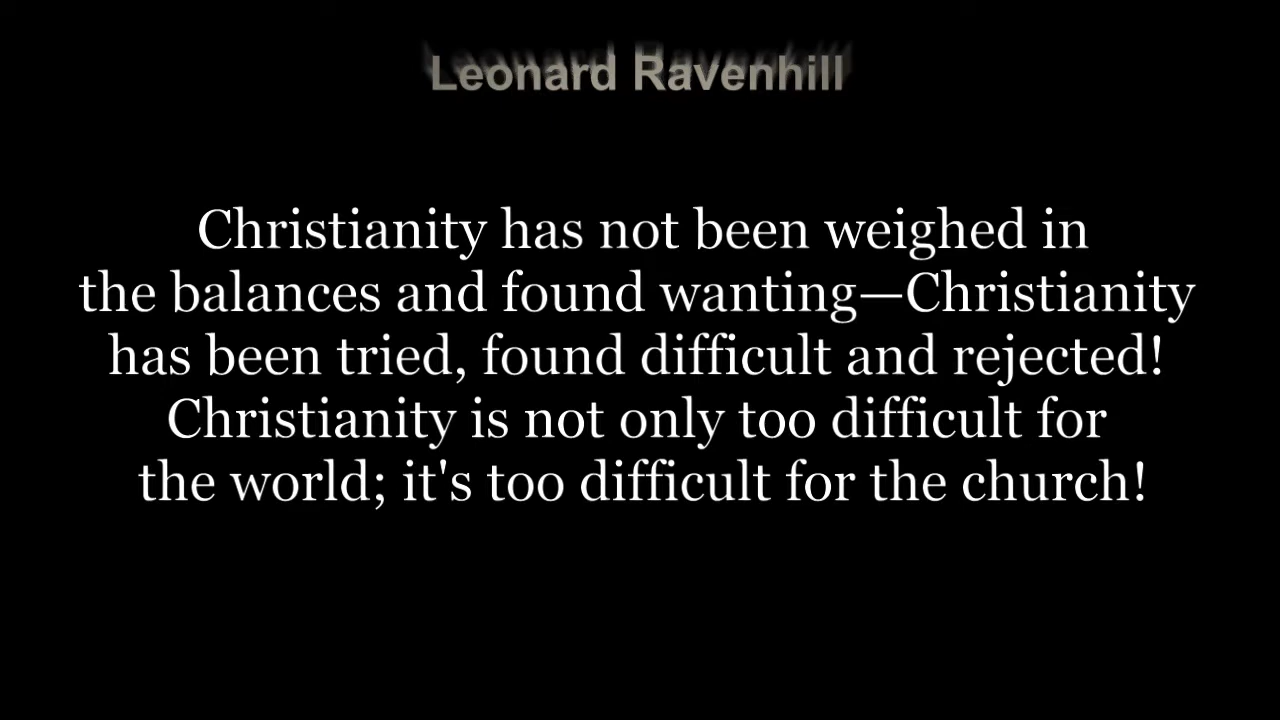 Leonard Ravenhill
Christianity has not been weighed in
the balances and found wanting—Christianity
has been tried, found difficult and rejected!
Christianity is not only too difficult for
the world; it's too difficult for the church!